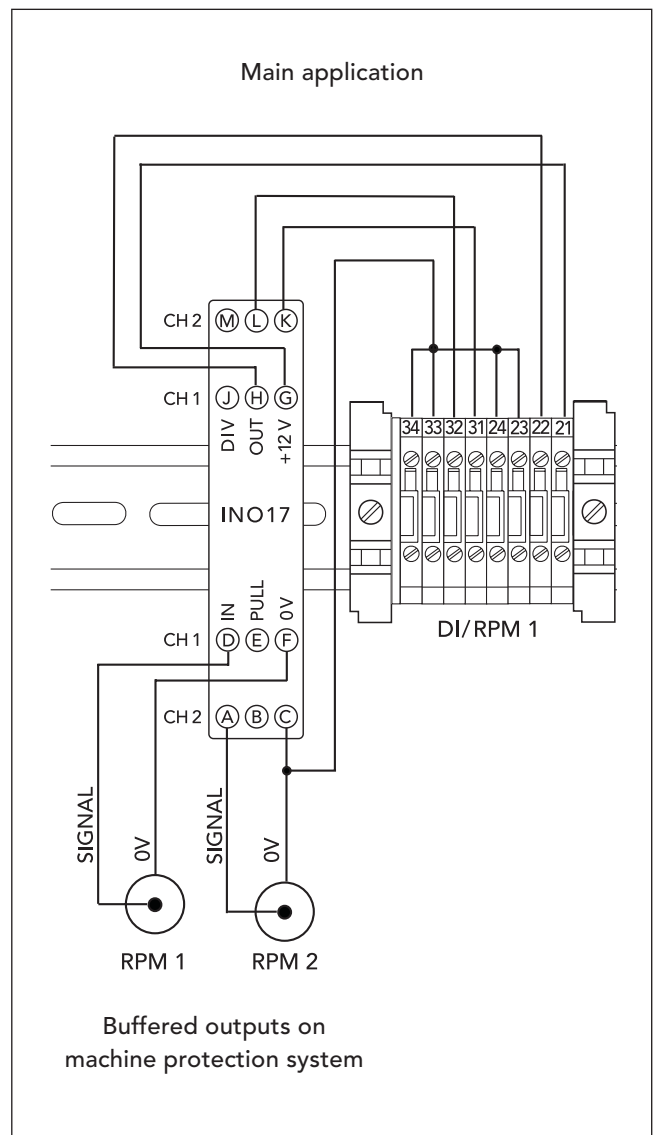 Main application
CH 2 M L K
CH 1 J H G
DIV OUT +12 V
34 33 32 31 24 23 22 21
INO17
DI/RPM 1
IN PULL 0V
CH 1 D E F
CH 2 A B C
SIGNAL 0V SIGNAL 0V
RPM 1 RPM 2
Buffered outputs on
machine protection system